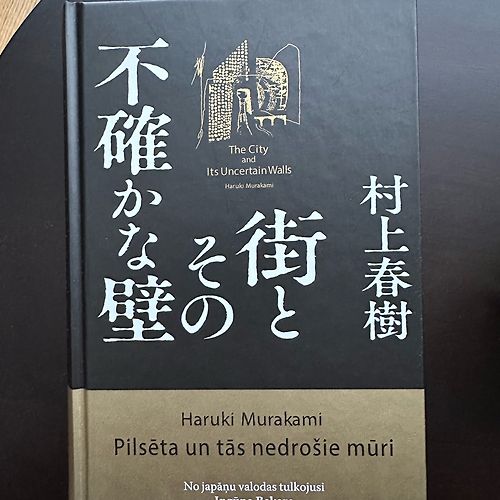 The City
and
Its Uncertain Walls
Haruki Murakami
村上春樹
街と
その
不確かな壁
Haruki Murakami
Pilsēta un tās nedrošie mūri
No japāņu valodas tulkojusi